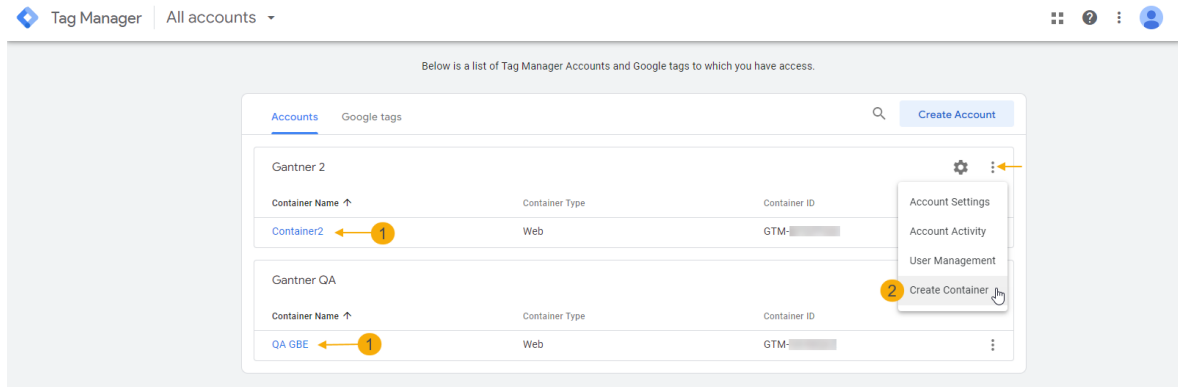 Tag Manager All accounts
Below is a list of Tag Manager Accounts and Google tags to which you have access.
Accounts Google tags Create Account
Gantner 2
Container Name Container Type Container ID
Container2 1 Web GTM-
Account Settings
Account Activity
User Management
2 Create Container
Gantner QA
Container Name Container Type Container ID
QA GBE 1 Web GTM-